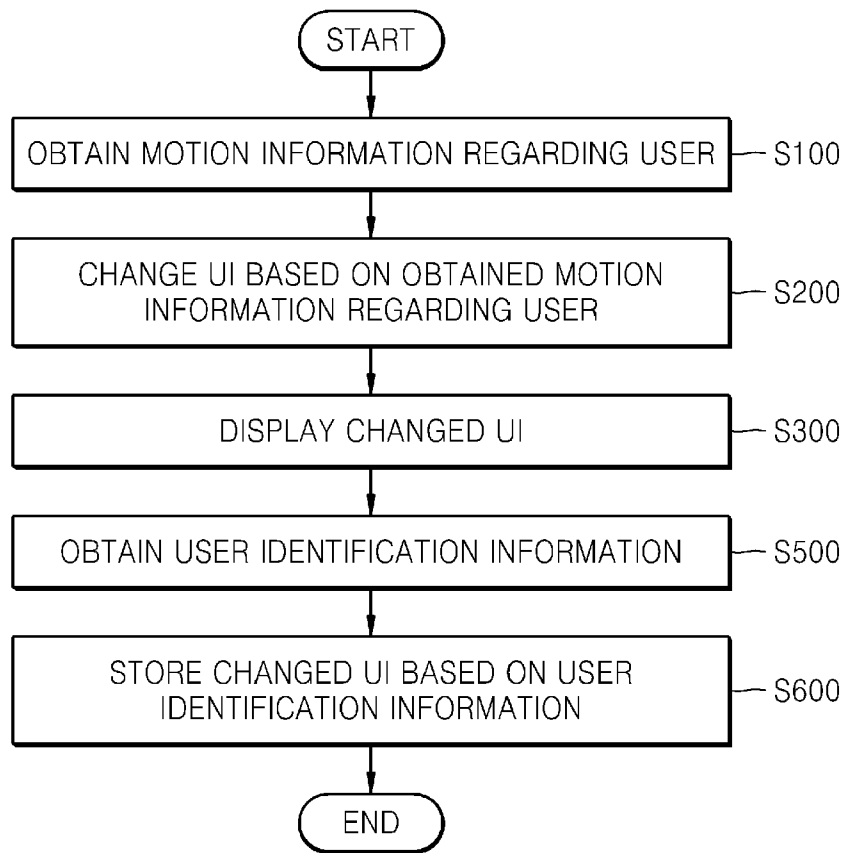 START
OBTAIN MOTION INFORMATION REGARDING USER
S100
CHANGE UI BASED ON OBTAINED MOTION
INFORMATION REGARDING USER
S200
DISPLAY CHANGED UI
S300
OBTAIN USER IDENTIFICATION INFORMATION
S500
STORE CHANGED UI BASED ON USER
IDENTIFICATION INFORMATION
S600
END